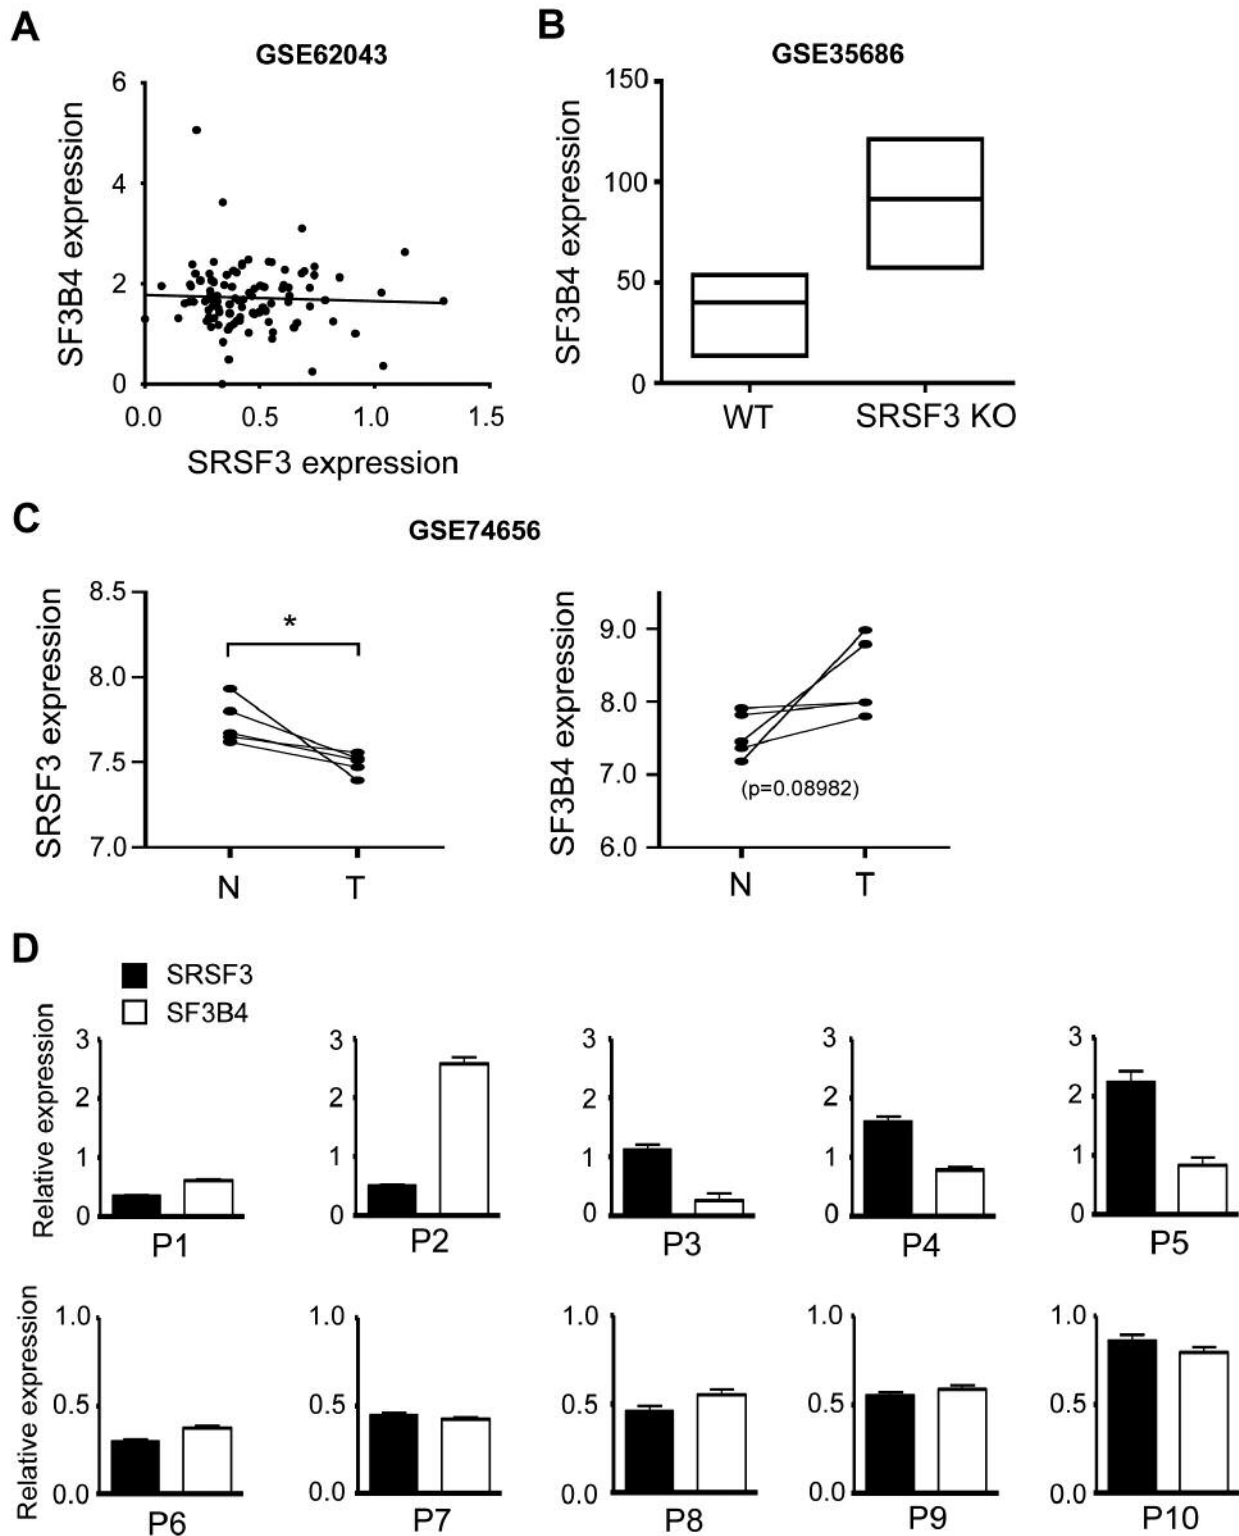 A
GSE62043
SF3B4 expression
6
4
2
0
0.0 0.5 1.0 1.5
SRSF3 expression
B
GSE35686
SF3B4 expression
150
100
50
0
WT SRSF3 KO
C
GSE74656
SRSF3 expression
8.5
8.0
7.5
7.0
*
N T
SF3B4 expression
9.0
8.0
7.0
6.0
(p=0.08982)
N T
D
SRSF3
SF3B4
Relative expression
3
2
1
0
P1
3
2
1
0
P2
3
2
1
0
P3
3
2
1
0
P4
3
2
1
0
P5
Relative expression
1.0
0.5
0.0
P6
1.0
0.5
0.0
P7
1.0
0.5
0.0
P8
1.0
0.5
0.0
P9
1.0
0.5
0.0
P10